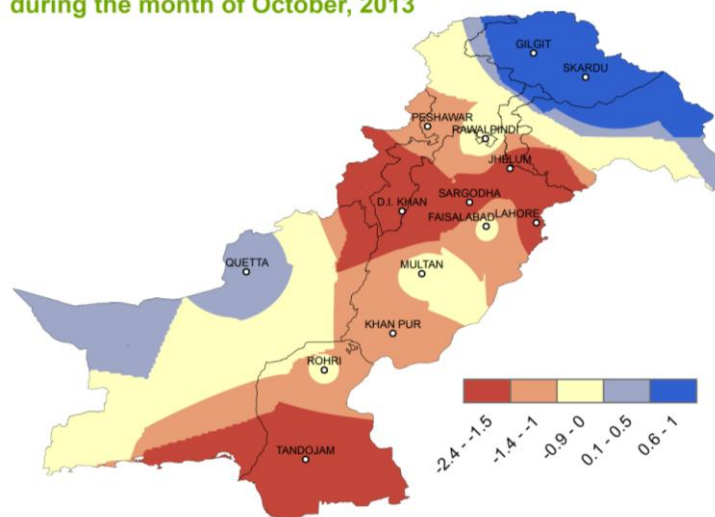 during the month of October, 2013
GILGIT
SKARDU
PESHAWAR
RAWALPINDI
JHELUM
SARGODHA
D.I. KHAN
FAISALABAD
LAHORE
QUETTA
MULTAN
KHAN PUR
ROHRI
TANDOJAM
-2.4 - -1.5
-1.4 - -1
-0.9 - 0
0.1 - 0.5
0.6 - 1